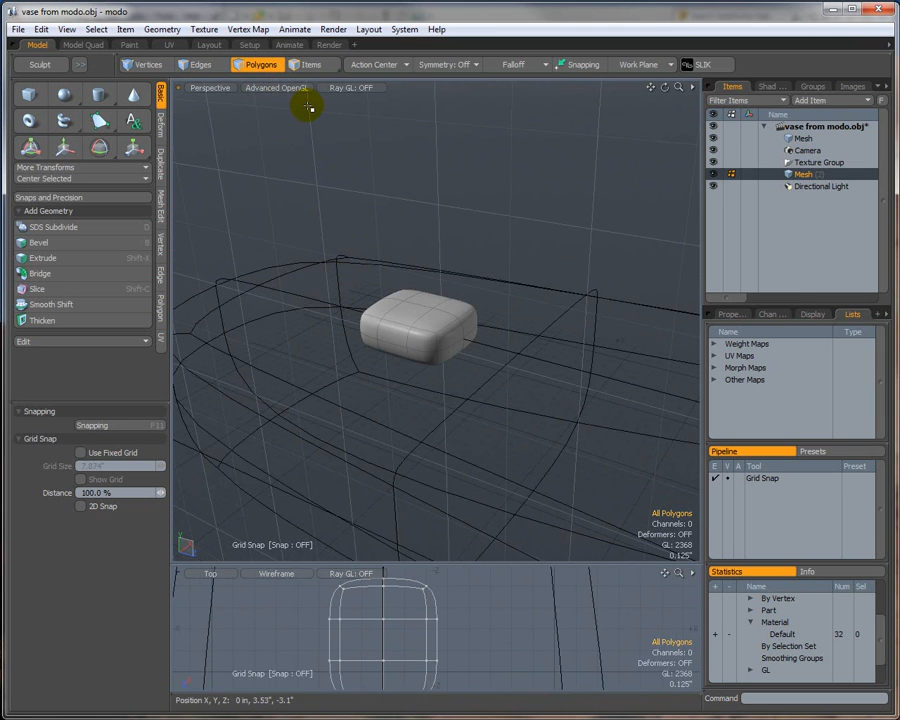 vase from modo.obj - modo
File Edit View Select Item Geometry Texture Vertex Map Animate Render Layout System Help
Model Model Quad Paint UV Layout Setup Animate Render +
Sculpt >> Vertices Edges Polygons Items Action Center Symmetry: Off Falloff Snapping Work Plane SLIK
Perspective Advanced OpenGL Ray GL: OFF
Items Shad ... Groups Images +
Filter Items Add Item F
Name
vase from modo.obj*
Mesh
Camera
Texture Group
Mesh (2)
Directional Light
Basic
Deform
Duplicate
Mesh Edit
Vertex
Edge
Polygon
UV
More Transforms
Center Selected
Snaps and Precision
Add Geometry
SDS Subdivide D
Bevel B
Extrude Shift-X
Bridge
Slice Shift-C
Smooth Shift
Thicken
Edit
Snapping
Snapping F11
Grid Snap
Use Fixed Grid
Grid Size 7.874"
Show Grid
Distance 100.0 %
2D Snap
Prope... Chan ... Display Lists +
Name Type
Weight Maps
UV Maps
Morph Maps
Other Maps
Pipeline Presets
E V A Tool Preset
Grid Snap
All Polygons
Channels: 0
Deformers: OFF
GL: 2368
0.125"
Grid Snap [Snap : OFF]
Top Wireframe Ray GL: OFF
All Polygons
Channels: 0
Deformers: OFF
GL: 2368
0.125"
Grid Snap [Snap : OFF]
Statistics Info
+ - Name Num Sel
By Vertex
Part
Material
+ - Default 32 0
By Selection Set
Smoothing Groups
GL
Position X, Y, Z: 0 in, 3.53", -3.1"
Command